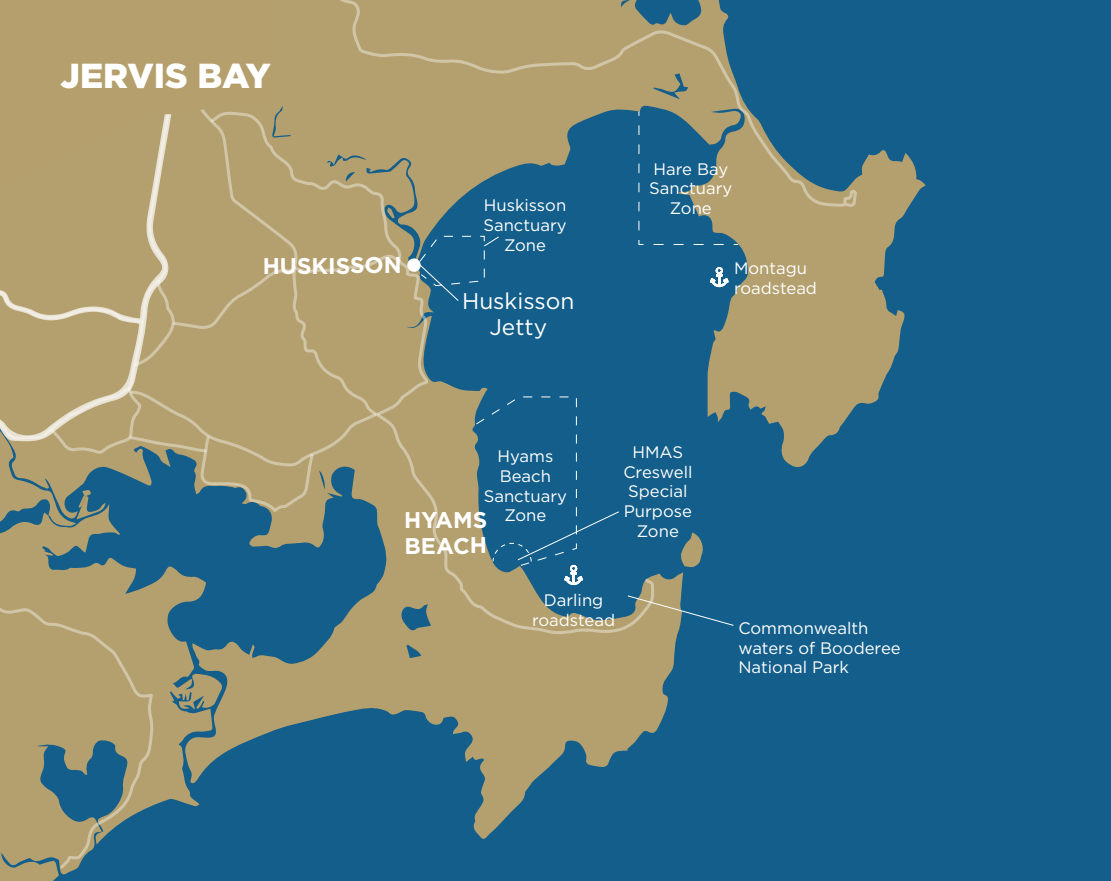 JERVIS BAY
Hare Bay
Sanctuary
Zone
Huskisson
Sanctuary
Zone
HUSKISSON
Montagu
roadstead
Huskisson
Jetty
Hyams
Beach
Sanctuary
Zone
HMAS
Creswell
Special
Purpose
Zone
HYAMS
BEACH
Darling
roadstead
Commonwealth
waters of Booderee
National Park